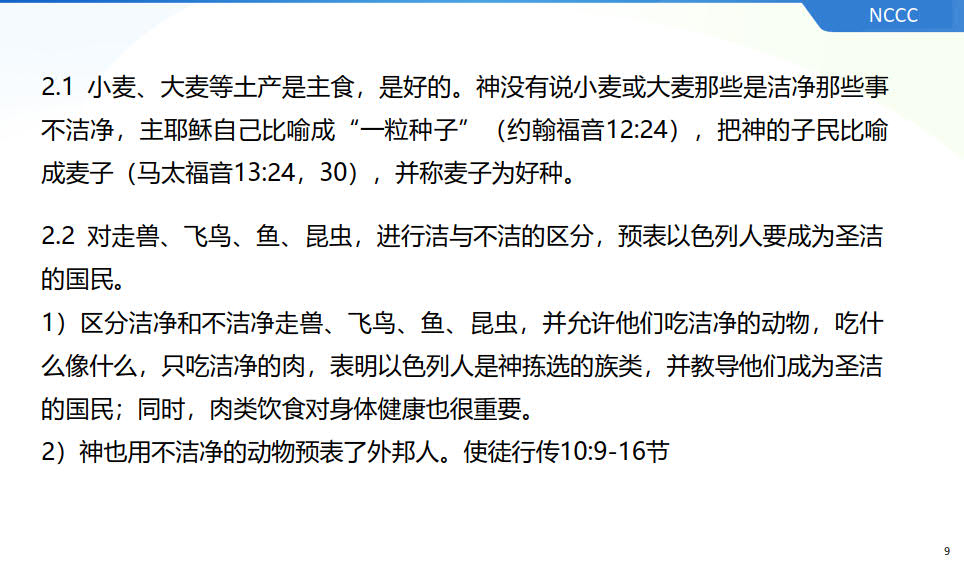 NCCC
2.1 小麦、大麦等土产是主食，是好的。神没有说小麦或大麦那些是洁净那些事
不洁净，主耶稣自己比喻成“一粒种子”（约翰福音12:24），把神的子民比喻
成麦子（马太福音13:24，30），并称麦子为好种。
2.2 对走兽、飞鸟、鱼、昆虫，进行洁与不洁的区分，预表以色列人要成为圣洁
的国民。
1）区分洁净和不洁净走兽、飞鸟、鱼、昆虫，并允许他们吃洁净的动物，吃什
么像什么，只吃洁净的肉，表明以色列人是神拣选的族类，并教导他们成为圣洁
的国民；同时，肉类饮食对身体健康也很重要。
2）神也用不洁净的动物预表了外邦人。使徒行传10:9-16节
9